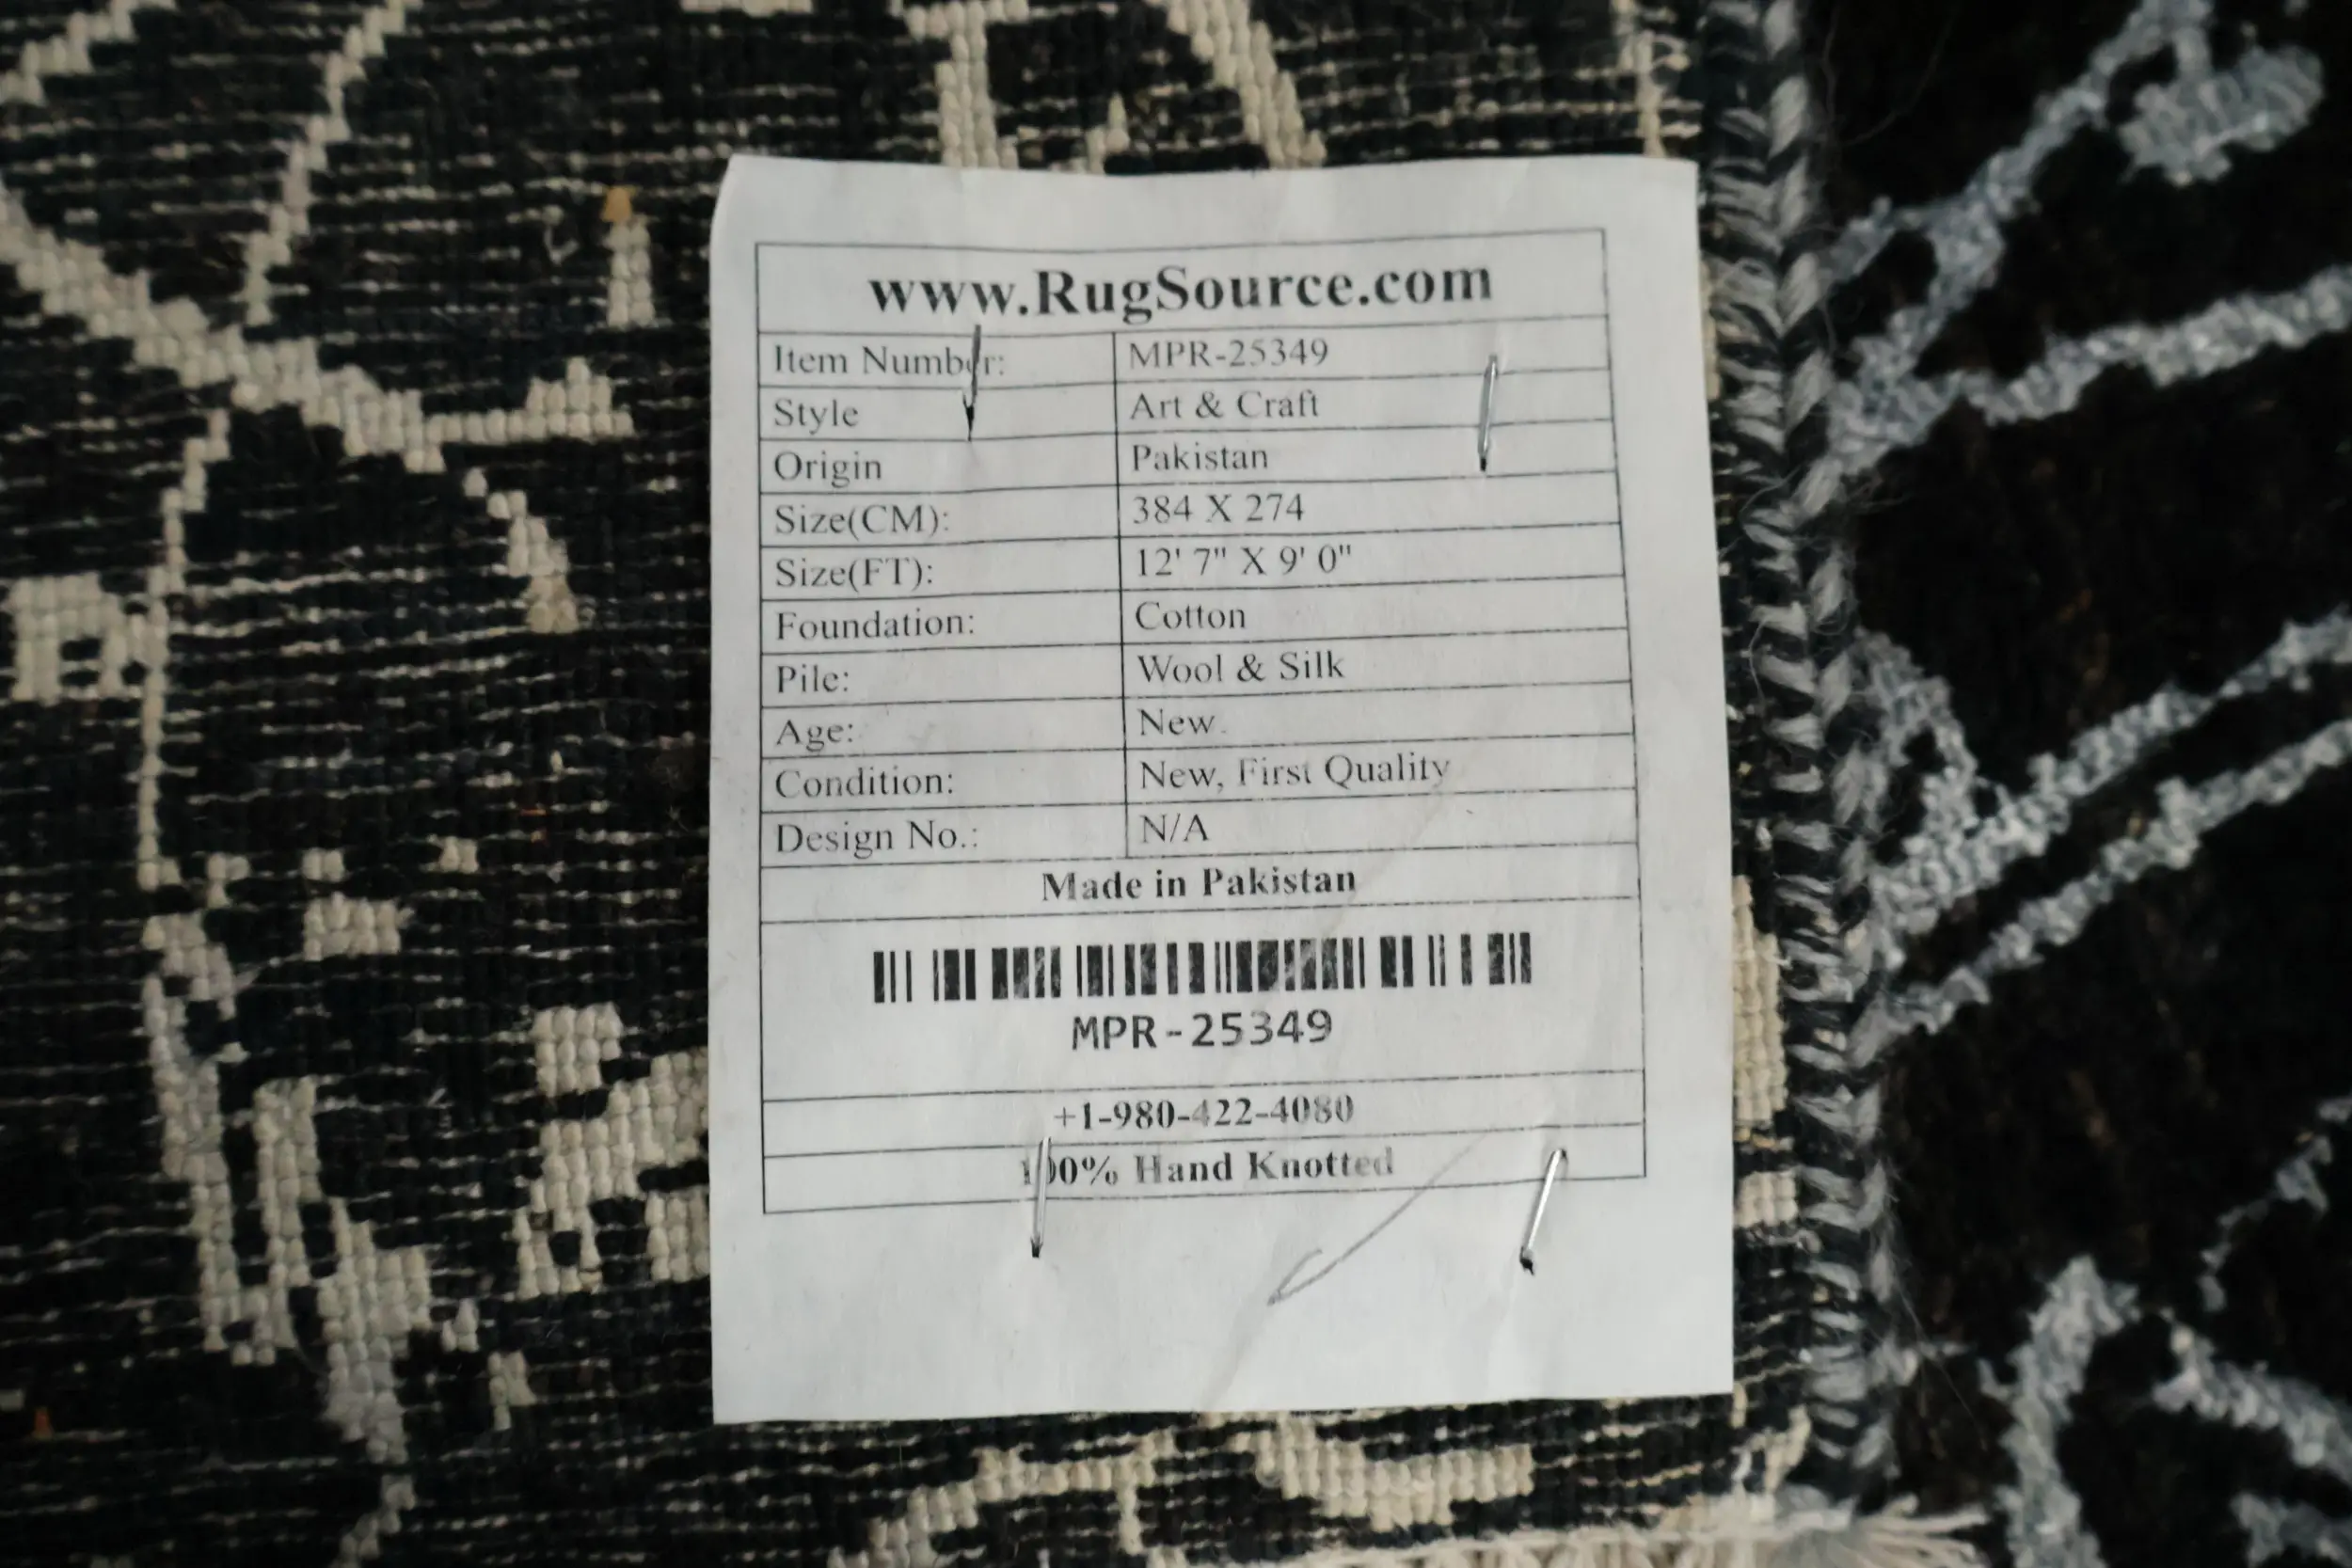 www.RugSource.com
Item Number: MPR-25349
Style Art & Craft
Origin Pakistan
Size(CM): 384 X 274
Size(FT): 12' 7" X 9' 0"
Foundation: Cotton
Pile: Wool & Silk
Age: New
Condition: New, First Quality
Design No.: N/A
Made in Pakistan
MPR-25349
+1-980-422-4080
100% Hand Knotted